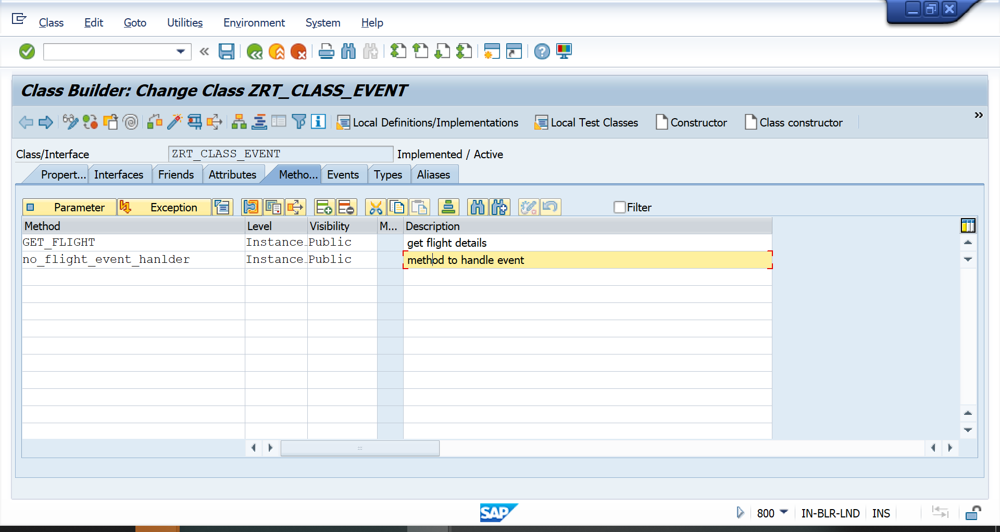 Class Edit Goto Utilities Environment System Help
Class Builder: Change Class ZRT_CLASS_EVENT
Local Definitions/Implementations Local Test Classes Constructor Class constructor
Class/Interface ZRT_CLASS_EVENT Implemented / Active
Propert... Interfaces Friends Attributes Metho... Events Types Aliases
Parameter Exception Filter
Method Level Visibility M... Description
GET_FLIGHT Instance Public get flight details
no_flight_event_hanlder Instance Public method to handle event
SAP 800 IN-BLR-LND INS